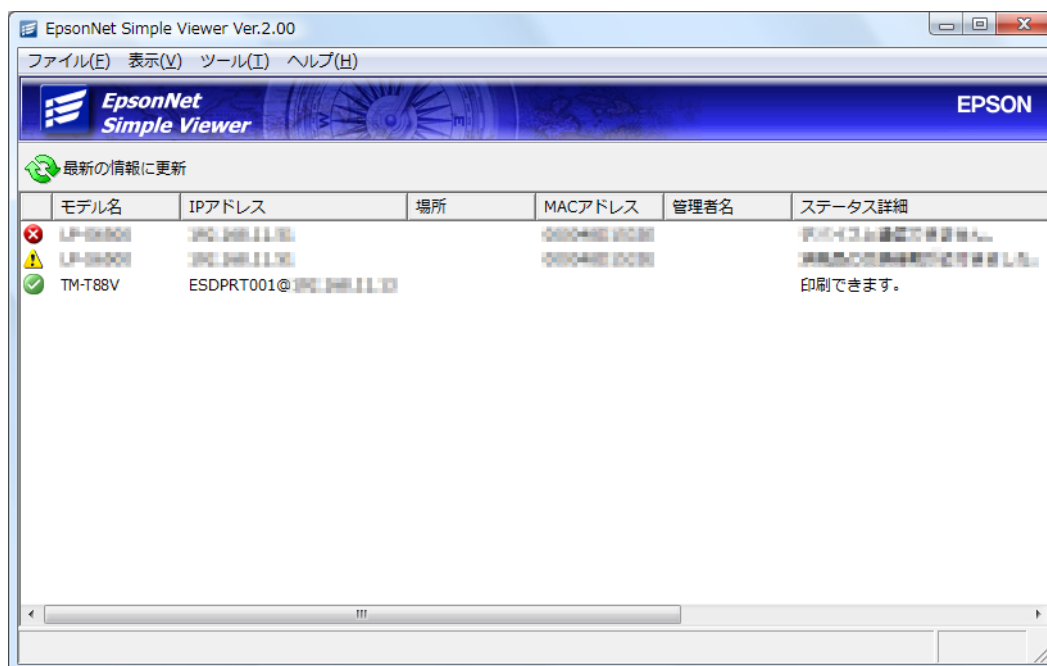 EpsonNet Simple Viewer Ver.2.00
ファイル(F) 表示(V) ツール(T) ヘルプ(H)
EpsonNet
Simple Viewer
EPSON
最新の情報に更新
モデル名 IPアドレス 場所 MACアドレス 管理者名 ステータス詳細
TM-T88V ESDPRT001@ 印刷できます。